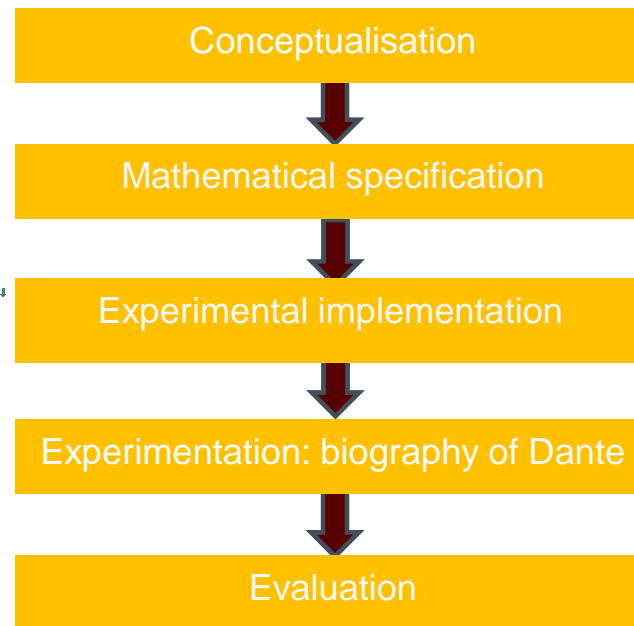 Conceptualisation
Mathematical specification
Experimental implementation
Experimentation: biography of Dante
Evaluation